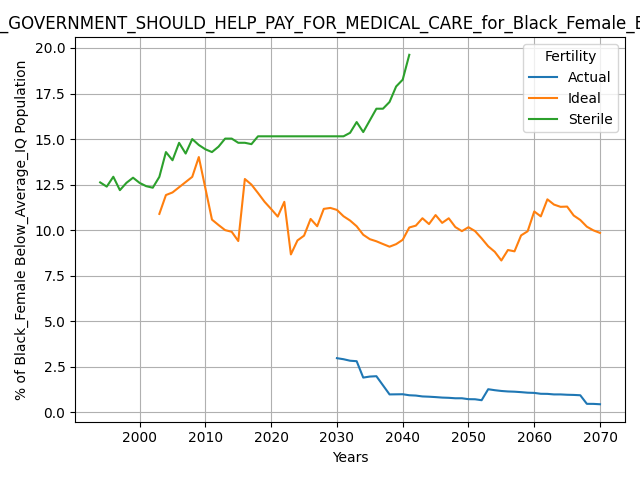 _GOVERNMENT_SHOULD_HELP_PAY_FOR_MEDICAL_CARE_for_Black_Female_B
% of Black_Female Below_Average_IQ Population
20.0
17.5
15.0
12.5
10.0
7.5
5.0
2.5
0.0
Fertility
Actual
Ideal
Sterile
2000 2010 2020 2030 2040 2050 2060 2070
Years